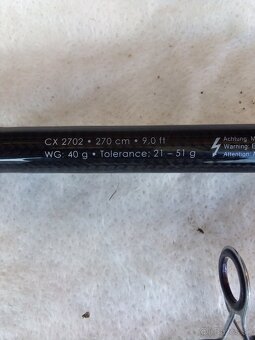 CX 2702 • 270 cm • 9,0 ft
WG: 40 g • Tolerance: 21 – 51 g
Achtung
Warning:
Attention: